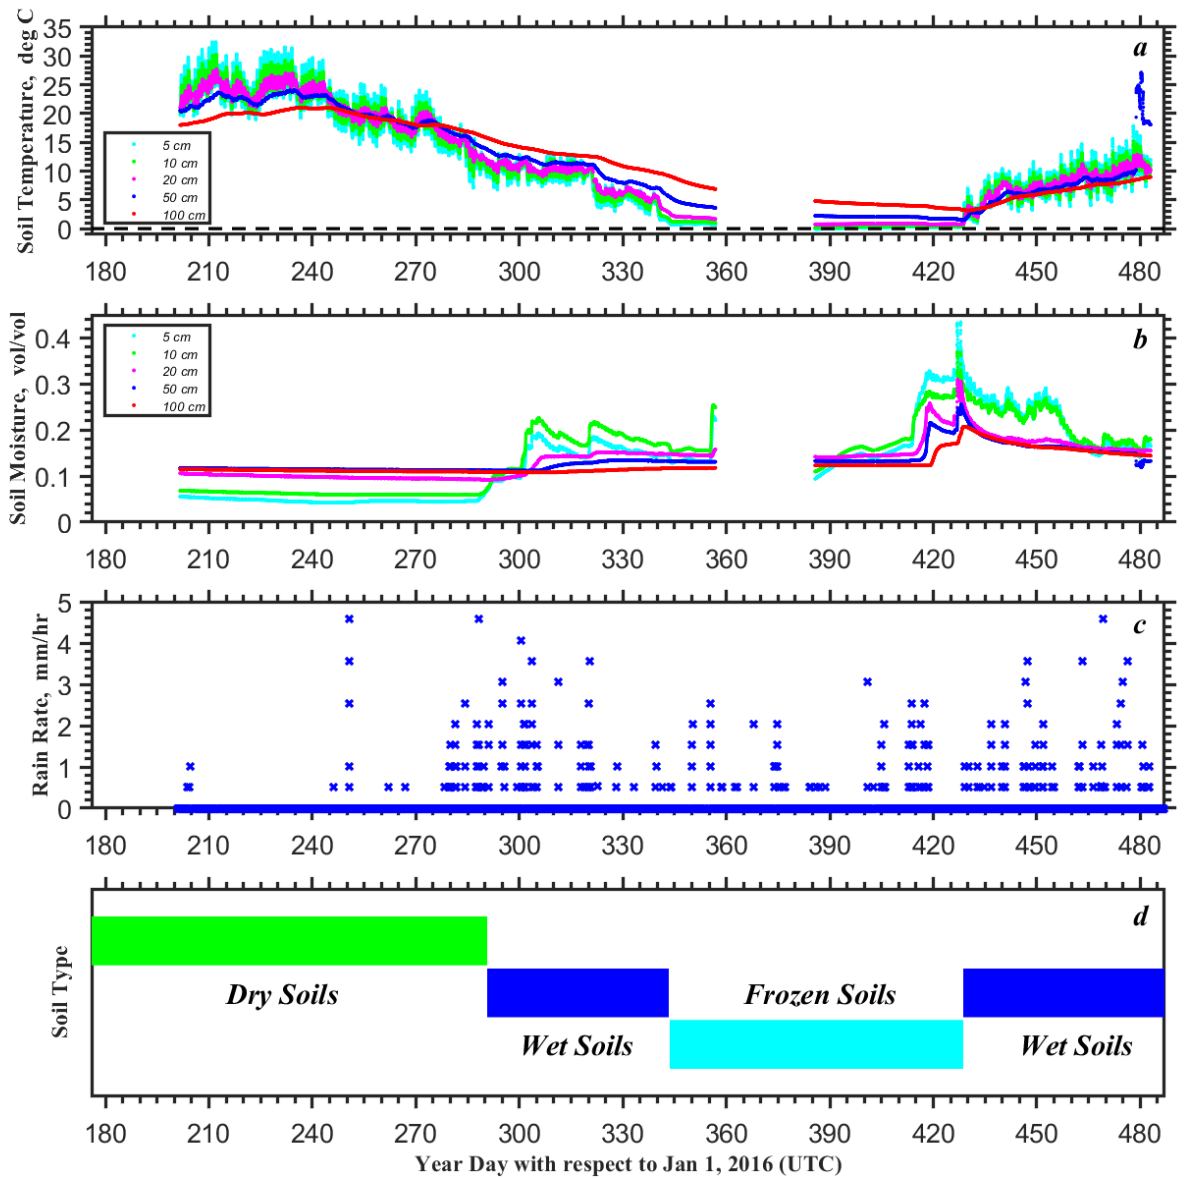 Soil Temperature, deg C
35
30
25
20
15
10
5
0
a
5 cm
10 cm
20 cm
50 cm
100 cm
180 210 240 270 300 330 360 390 420 450 480
Soil Moisture, vol/vol
0.4
0.3
0.2
0.1
0
b
5 cm
10 cm
20 cm
50 cm
100 cm
180 210 240 270 300 330 360 390 420 450 480
Rain Rate, mm/hr
5
4
3
2
1
0
c
180 210 240 270 300 330 360 390 420 450 480
Soil Type
d
Dry Soils
Frozen Soils
Wet Soils
Wet Soils
180 210 240 270 300 330 360 390 420 450 480
Year Day with respect to Jan 1, 2016 (UTC)